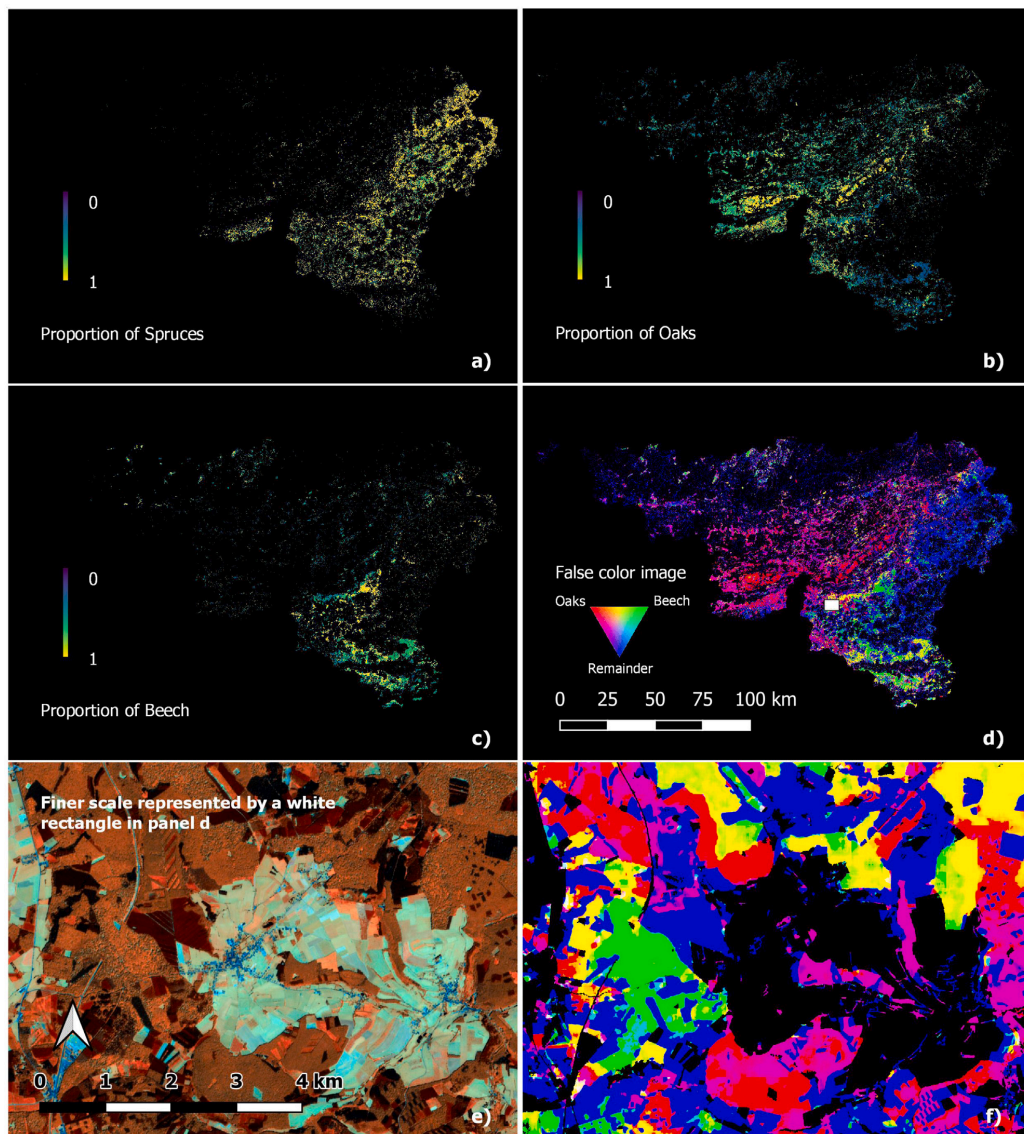 0
1
Proportion of Spruces
a)
0
1
Proportion of Oaks
b)
0
1
Proportion of Beech
c)
False color image
Oaks Beech
Remainder
0 25 50 75 100 km
d)
Finer scale represented by a white
rectangle in panel d
0 1 2 3 4 km
e)
f)